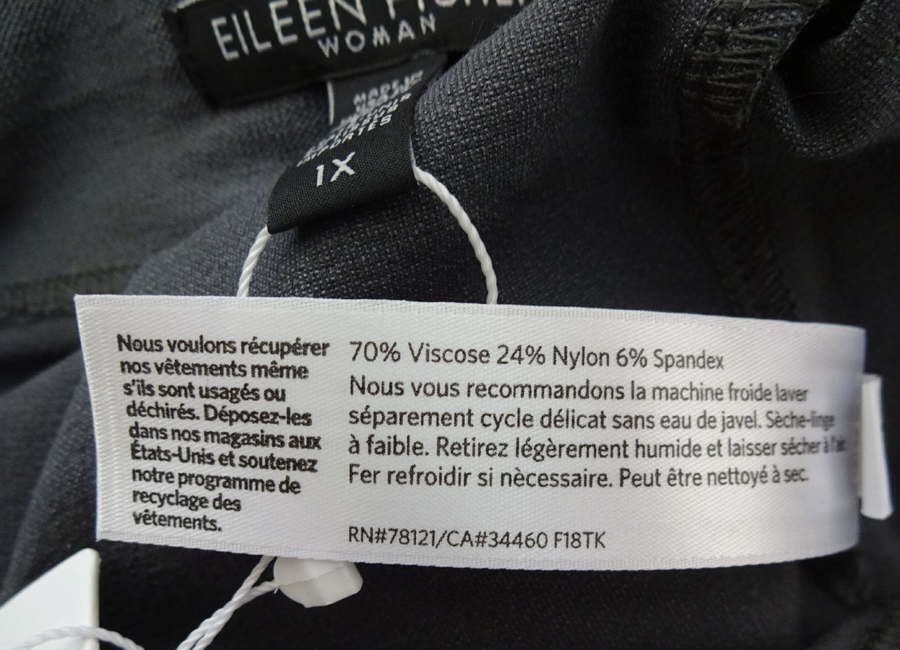 EILEEN
WOMAN
MADE IN
IMPORTES
1X
Nous voulons récupérer
nos vêtements même
s'ils sont usagés ou
déchirés. Déposez-les
dans nos magasins aux
États-Unis et soutenez
notre programme de
recyclage des
vêtements.
70% Viscose 24% Nylon 6% Spandex
Nous vous recommandons la machine froide laver
séparement cycle délicat sans eau de javel. Sèche-linge
à faible. Retirez légèrement humide et laisser sécher à
Fer refroidir si nècessaire. Peut être nettoyé à sec.
RN#78121/CA#34460 F18TK